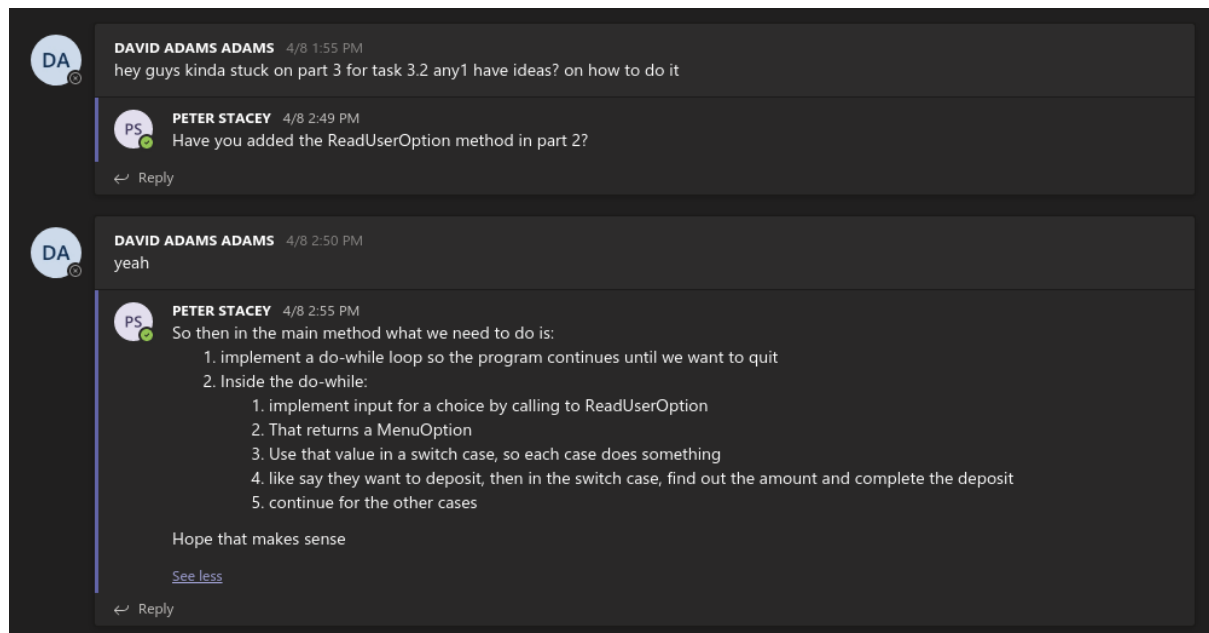 DA
DAVID ADAMS ADAMS 4/8 1:55 PM
hey guys kinda stuck on part 3 for task 3.2 any1 have ideas? on how to do it
PS
PETER STACEY 4/8 2:49 PM
Have you added the ReadUserOption method in part 2?
Reply
DA
DAVID ADAMS ADAMS 4/8 2:50 PM
yeah
PS
PETER STACEY 4/8 2:55 PM
So then in the main method what we need to do is:
1. implement a do-while loop so the program continues until we want to quit
2. Inside the do-while:
1. implement input for a choice by calling to ReadUserOption
2. That returns a MenuOption
3. Use that value in a switch case, so each case does something
4. like say they want to deposit, then in the switch case, find out the amount and complete the deposit
5. continue for the other cases
Hope that makes sense
See less
Reply